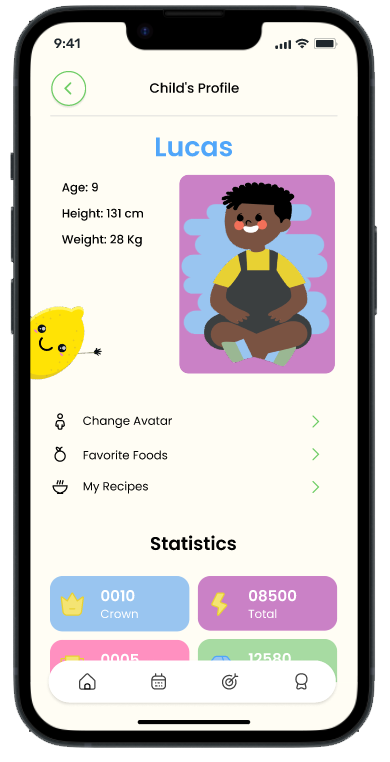 9:41
Child's Profile
Lucas
Age: 9
Height: 131 cm
Weight: 28 Kg
Change Avatar
Favorite Foods
My Recipes
Statistics
0010
Crown
08500
Total
0005
12580